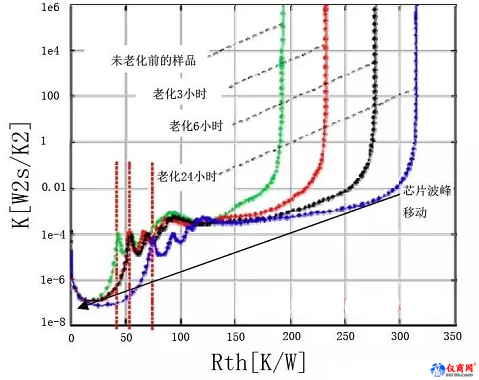 1e6
1e4
100
1
0.01
1e-4
1e-6
1e-8
K[W2s/K2]
未老化前的样品
老化3小时
老化6小时
老化24小时
芯片波峰
移动
0
50
100
150
200
250
300
350
Rth[K/W]
仪商网